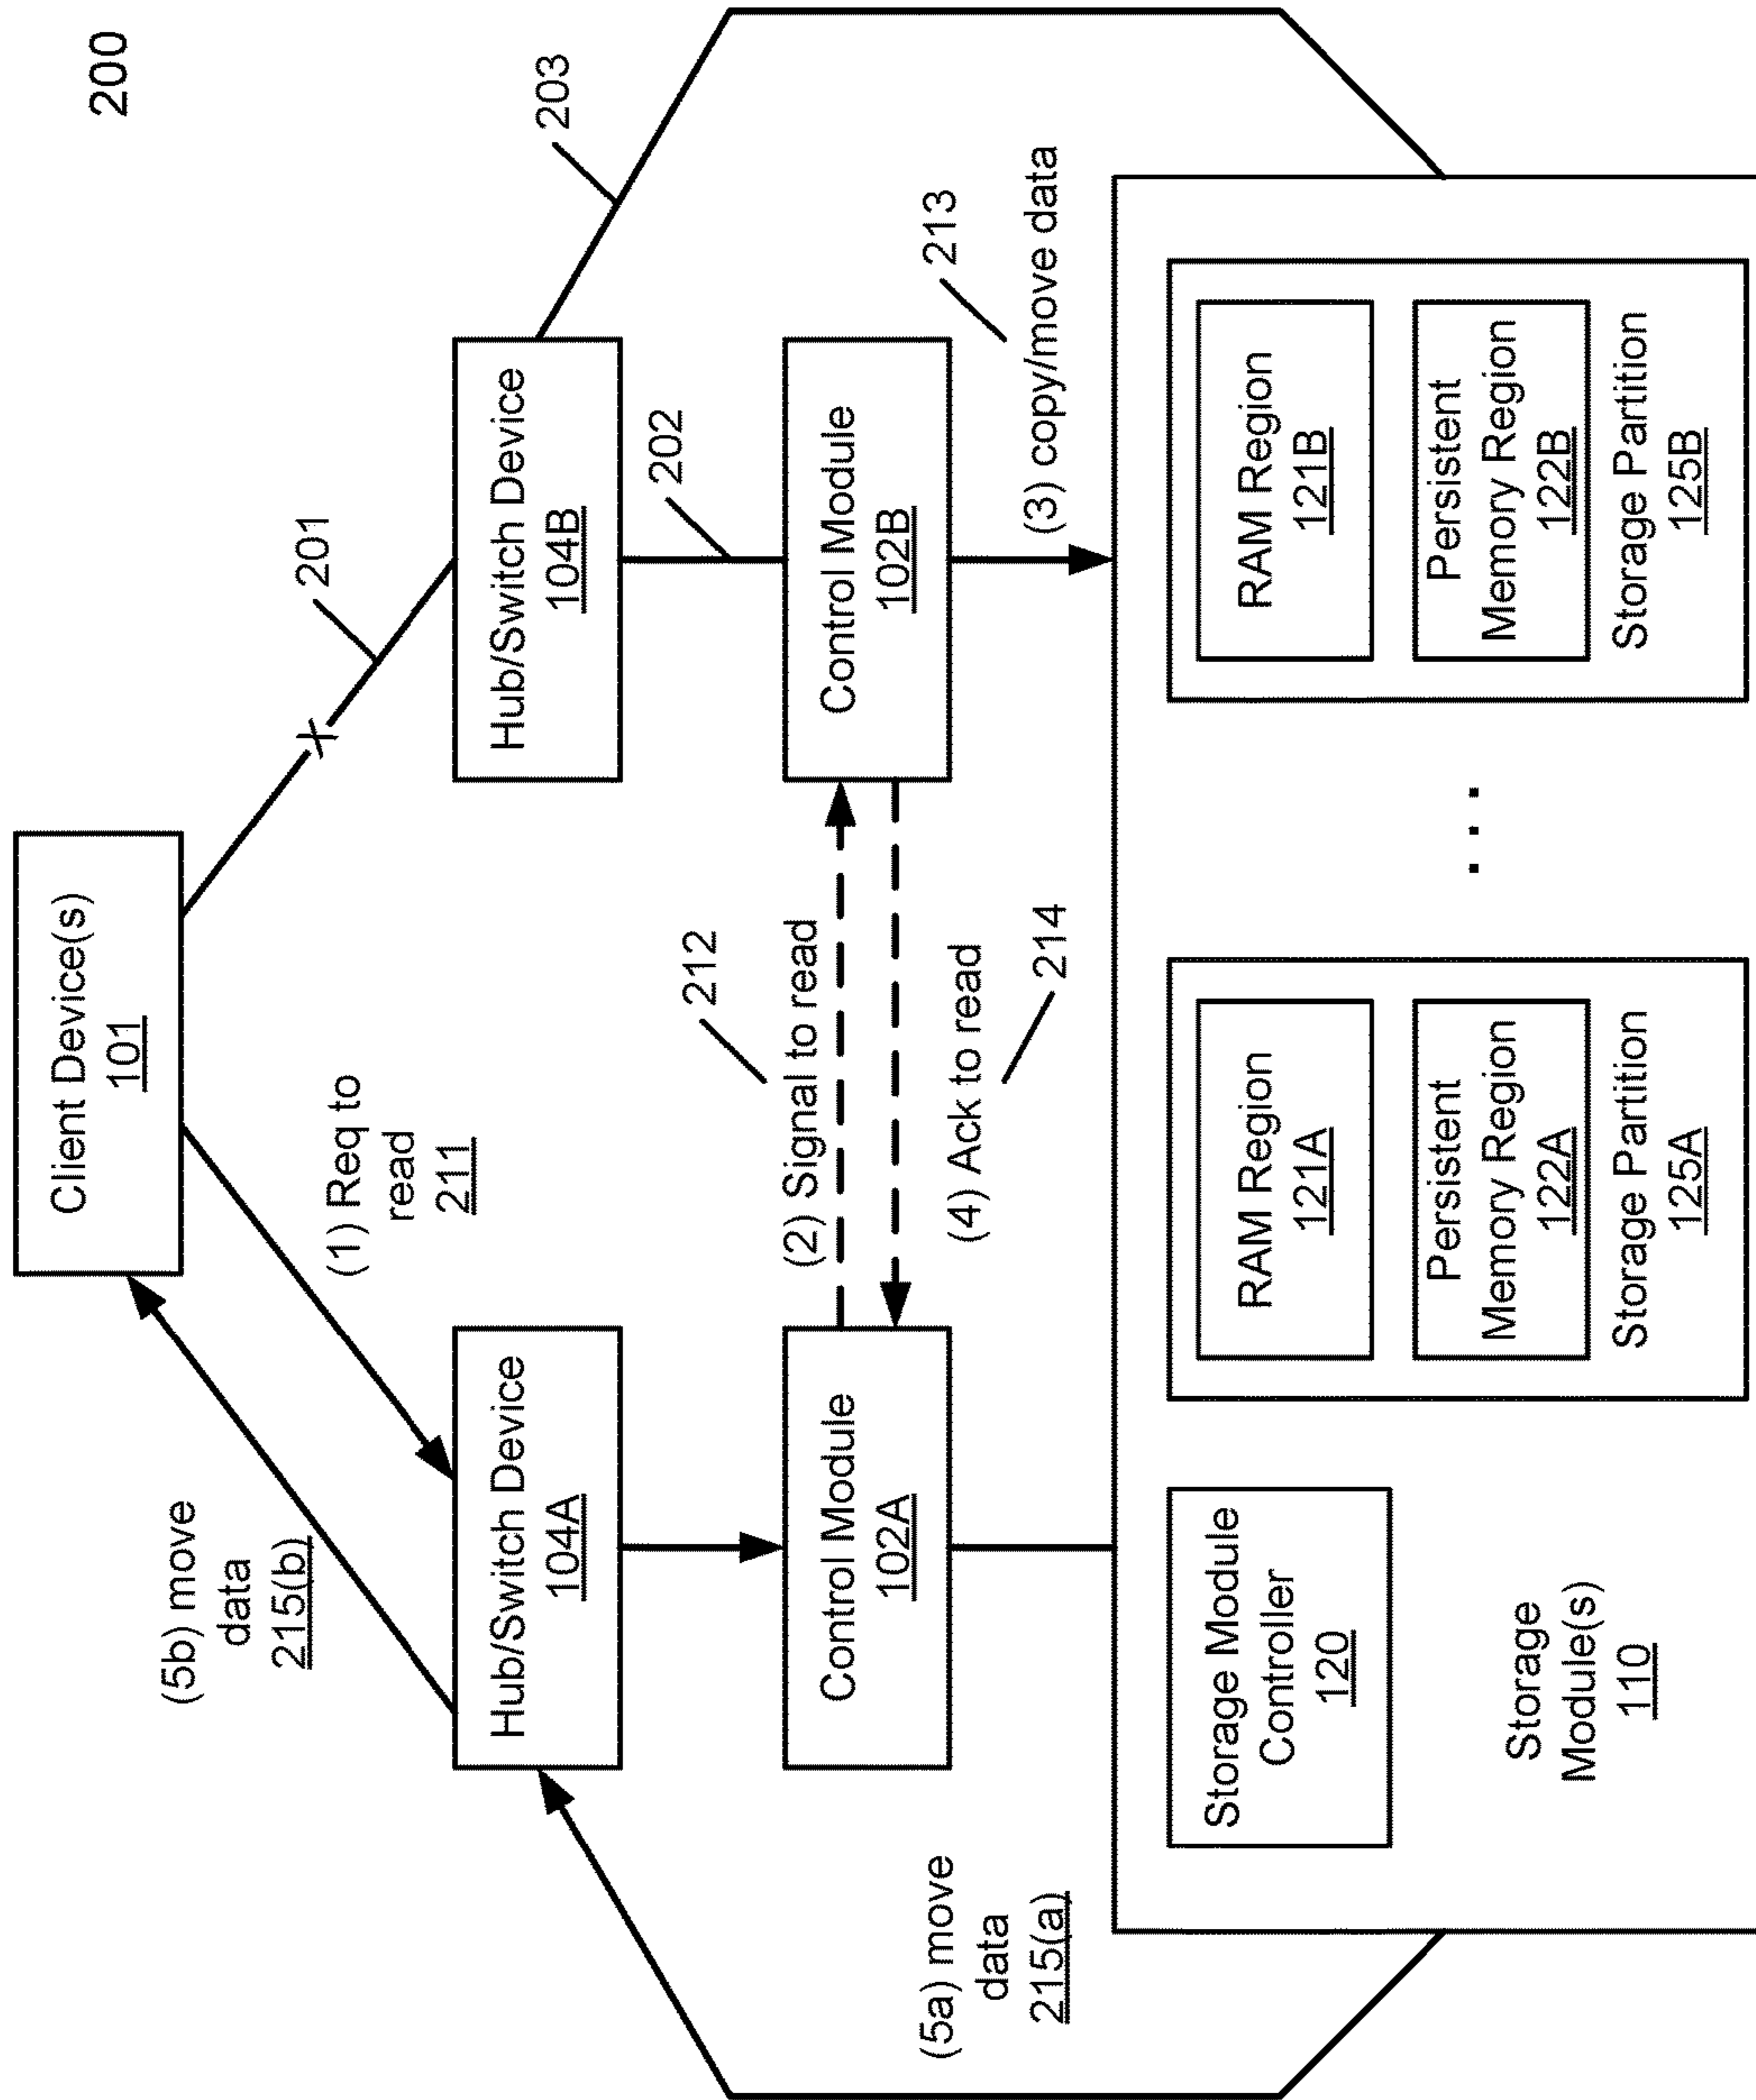 200
Client Device(s)
101
201
203
(5b) move
data
215(b)
(1) Req to
read
211
Hub/Switch Device
104A
Hub/Switch Device
104B
202
212
(2) Signal to read
Control Module
102A
Control Module
102B
(4) Ack to read
214
213
(3) copy/move data
(5a) move
data
215(a)
Storage Module
Controller
120
Storage
Module(s)
110
RAM Region
121A
Persistent
Memory Region
122A
Storage Partition
125A
. . .
RAM Region
121B
Persistent
Memory Region
122B
Storage Partition
125B